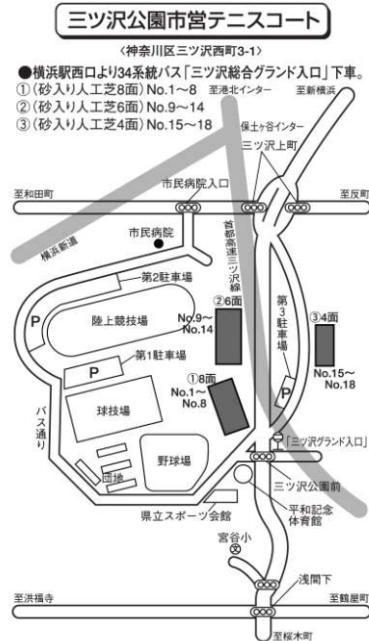 三ツ沢公園市営テニスコート
〈神奈川区三ツ沢西町3-1〉
●横浜駅西口より34系統バス「三ツ沢総合グランド入口」下車。
①(砂入り人工芝8面)No.1〜8
②(砂入り人工芝6面)No.9〜14
③(砂入り人工芝4面)No.15〜18
至港北インター
至新横浜
保土ヶ谷インター
三ツ沢上町
市民病院入口
至和田町
至反町
市民病院
横浜新道
首都高速三ツ沢線
第2駐車場
P
陸上競技場
②6面
No.9〜
No.14
第3駐車場
P
③4面
No.15〜
No.18
第1駐車場
P
①8面
No.1〜
No.8
球技場
バス通り
団地
野球場
「三ツ沢グランド入口」
三ツ沢公園前
平和記念
体育館
県立スポーツ会館
宮谷小
文
浅間下
至洪福寺
至鶴屋町
至桜木町